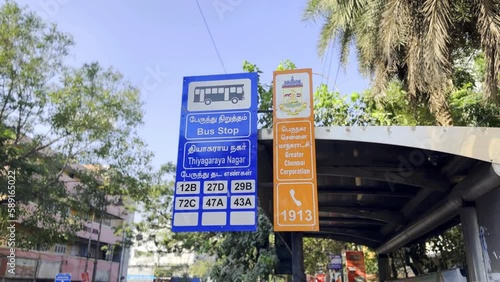 பேருந்து நிறுத்தம்
Bus Stop
தியாகராய நகர்
Thiyagaraya Nagar
பேருந்து தட எண்கள்
12B 27D 29B
72C 47A 43A
பெருநகர
சென்னை
மாநகராட்சி
Greater
Chennai
Corporation
1913
589165022